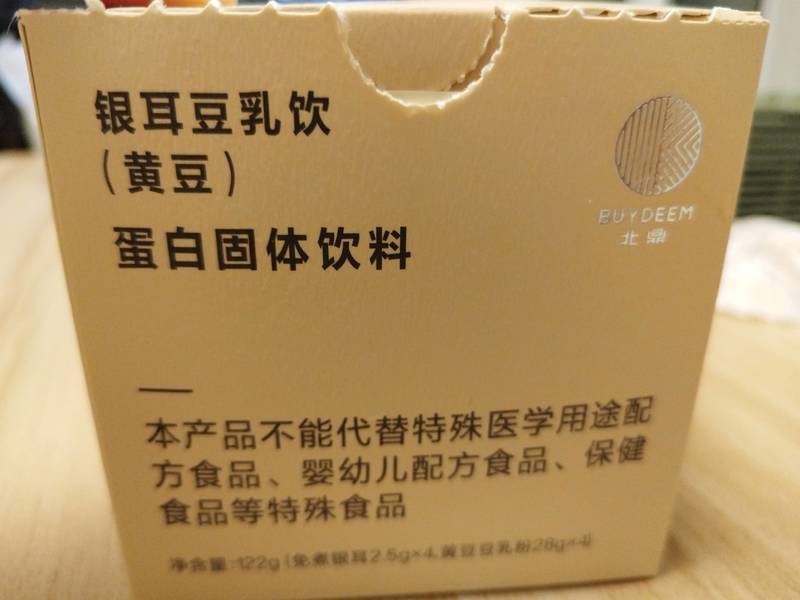 银耳豆乳饮
(黄豆)
蛋白固体饮料
BUYDEEM
北鼎
本产品不能代替特殊医学用途配
方食品、婴幼儿配方食品、保健
食品等特殊食品
净含量:122g(免煮银耳2.5g×4,黄豆豆乳粉28g×4)